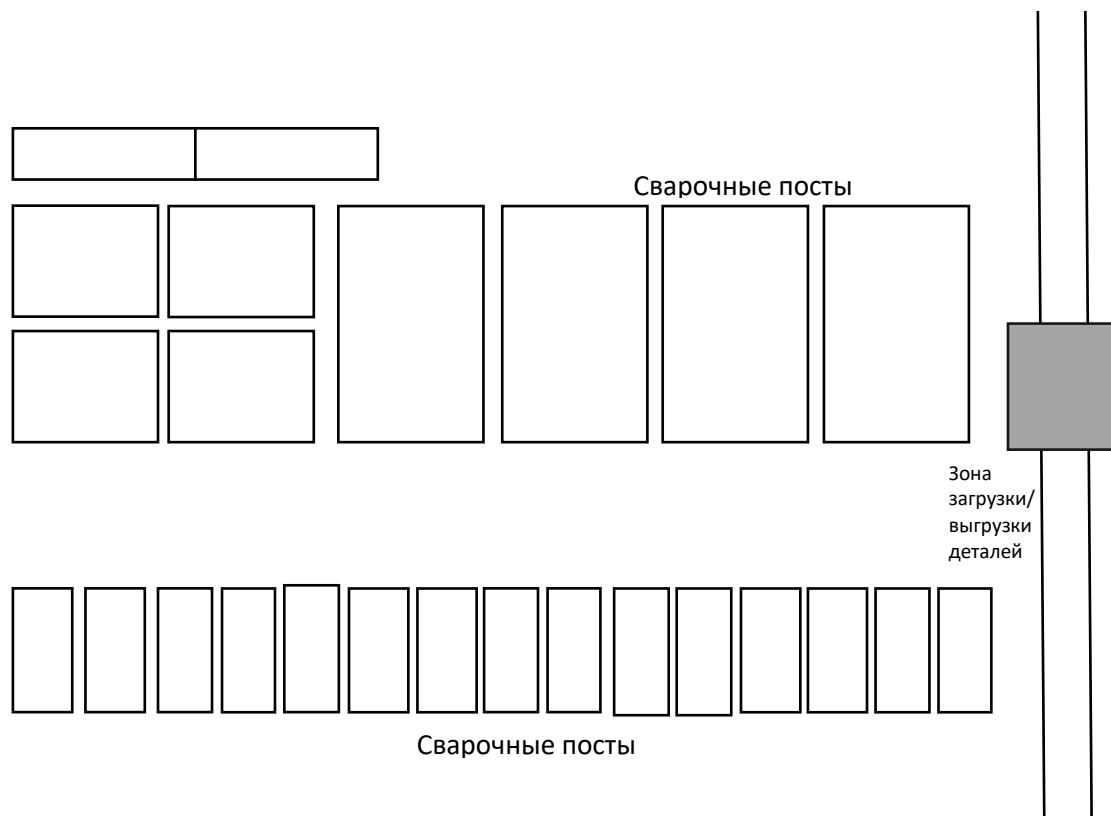 Сварочные посты
Зона
загрузки/
выгрузки
деталей
Сварочные посты